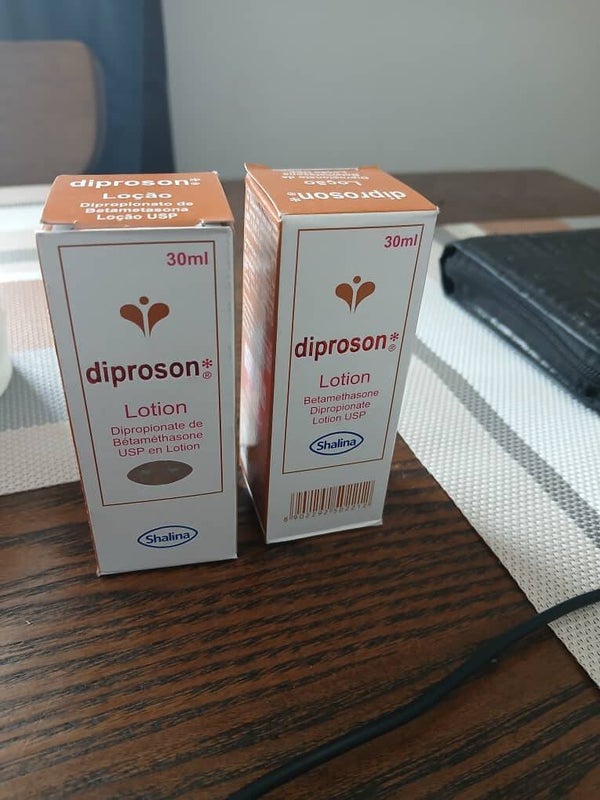 diproson*
Loção
Dipropionato de
Betametasona
Loção USP
30ml
diproson*®
Lotion
Dipropionate de
Bétaméthasone
USP en Lotion
Shalina
diproson*
Loção
30ml
diproson*®
Lotion
Betamethasone
Dipropionate
Lotion USP
Shalina